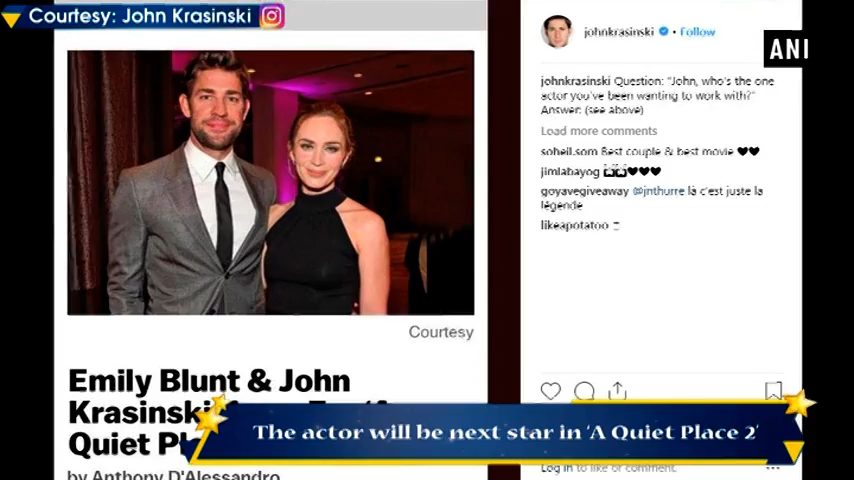 Courtesy: John Krasinski
ANI
johnkrasinski • Follow
johnkrasinski Question: "John, who's the one
actor you've been wanting to work with?"
Answer: (see above)
Load more comments
soheil.som Best couple & best movie ♥♥
jimlabayog ♥♥♥
goyavegiveaway @jnthurre là c'est juste la
légende
likeapotatoo
Courtesy
Emily Blunt & John
Krasinski
Quiet
by Anthony D'Alessandro
The actor will be next star in 'A Quiet Place 2'
Log in to like or comment.